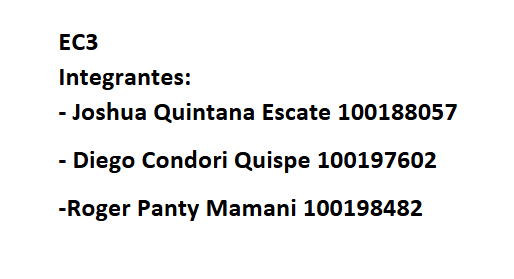 EC3
Integrantes:
- Joshua Quintana Escate 100188057
- Diego Condori Quispe 100197602
-Roger Panty Mamani 100198482